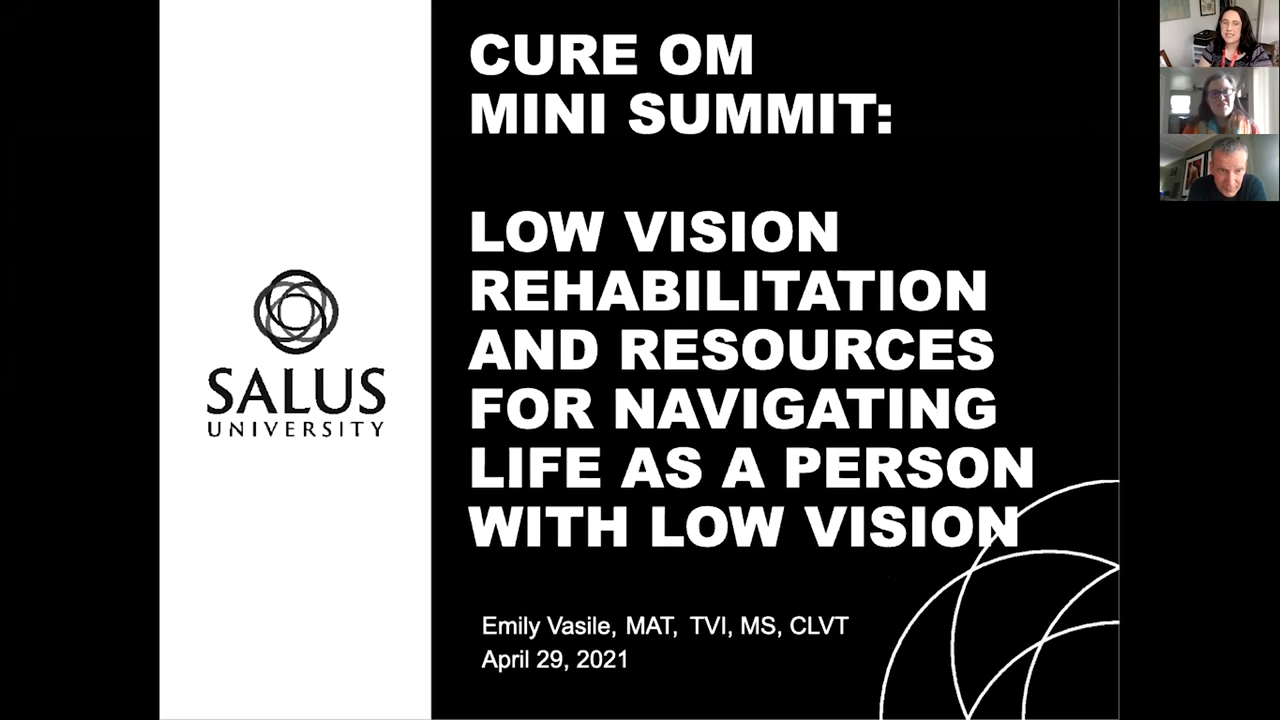 CURE OM
MINI SUMMIT:
LOW VISION
REHABILITATION
AND RESOURCES
FOR NAVIGATING
LIFE AS A PERSON
WITH LOW VISION
SALUS
UNIVERSITY
Emily Vasile, MAT, TVI, MS, CLVT
April 29, 2021